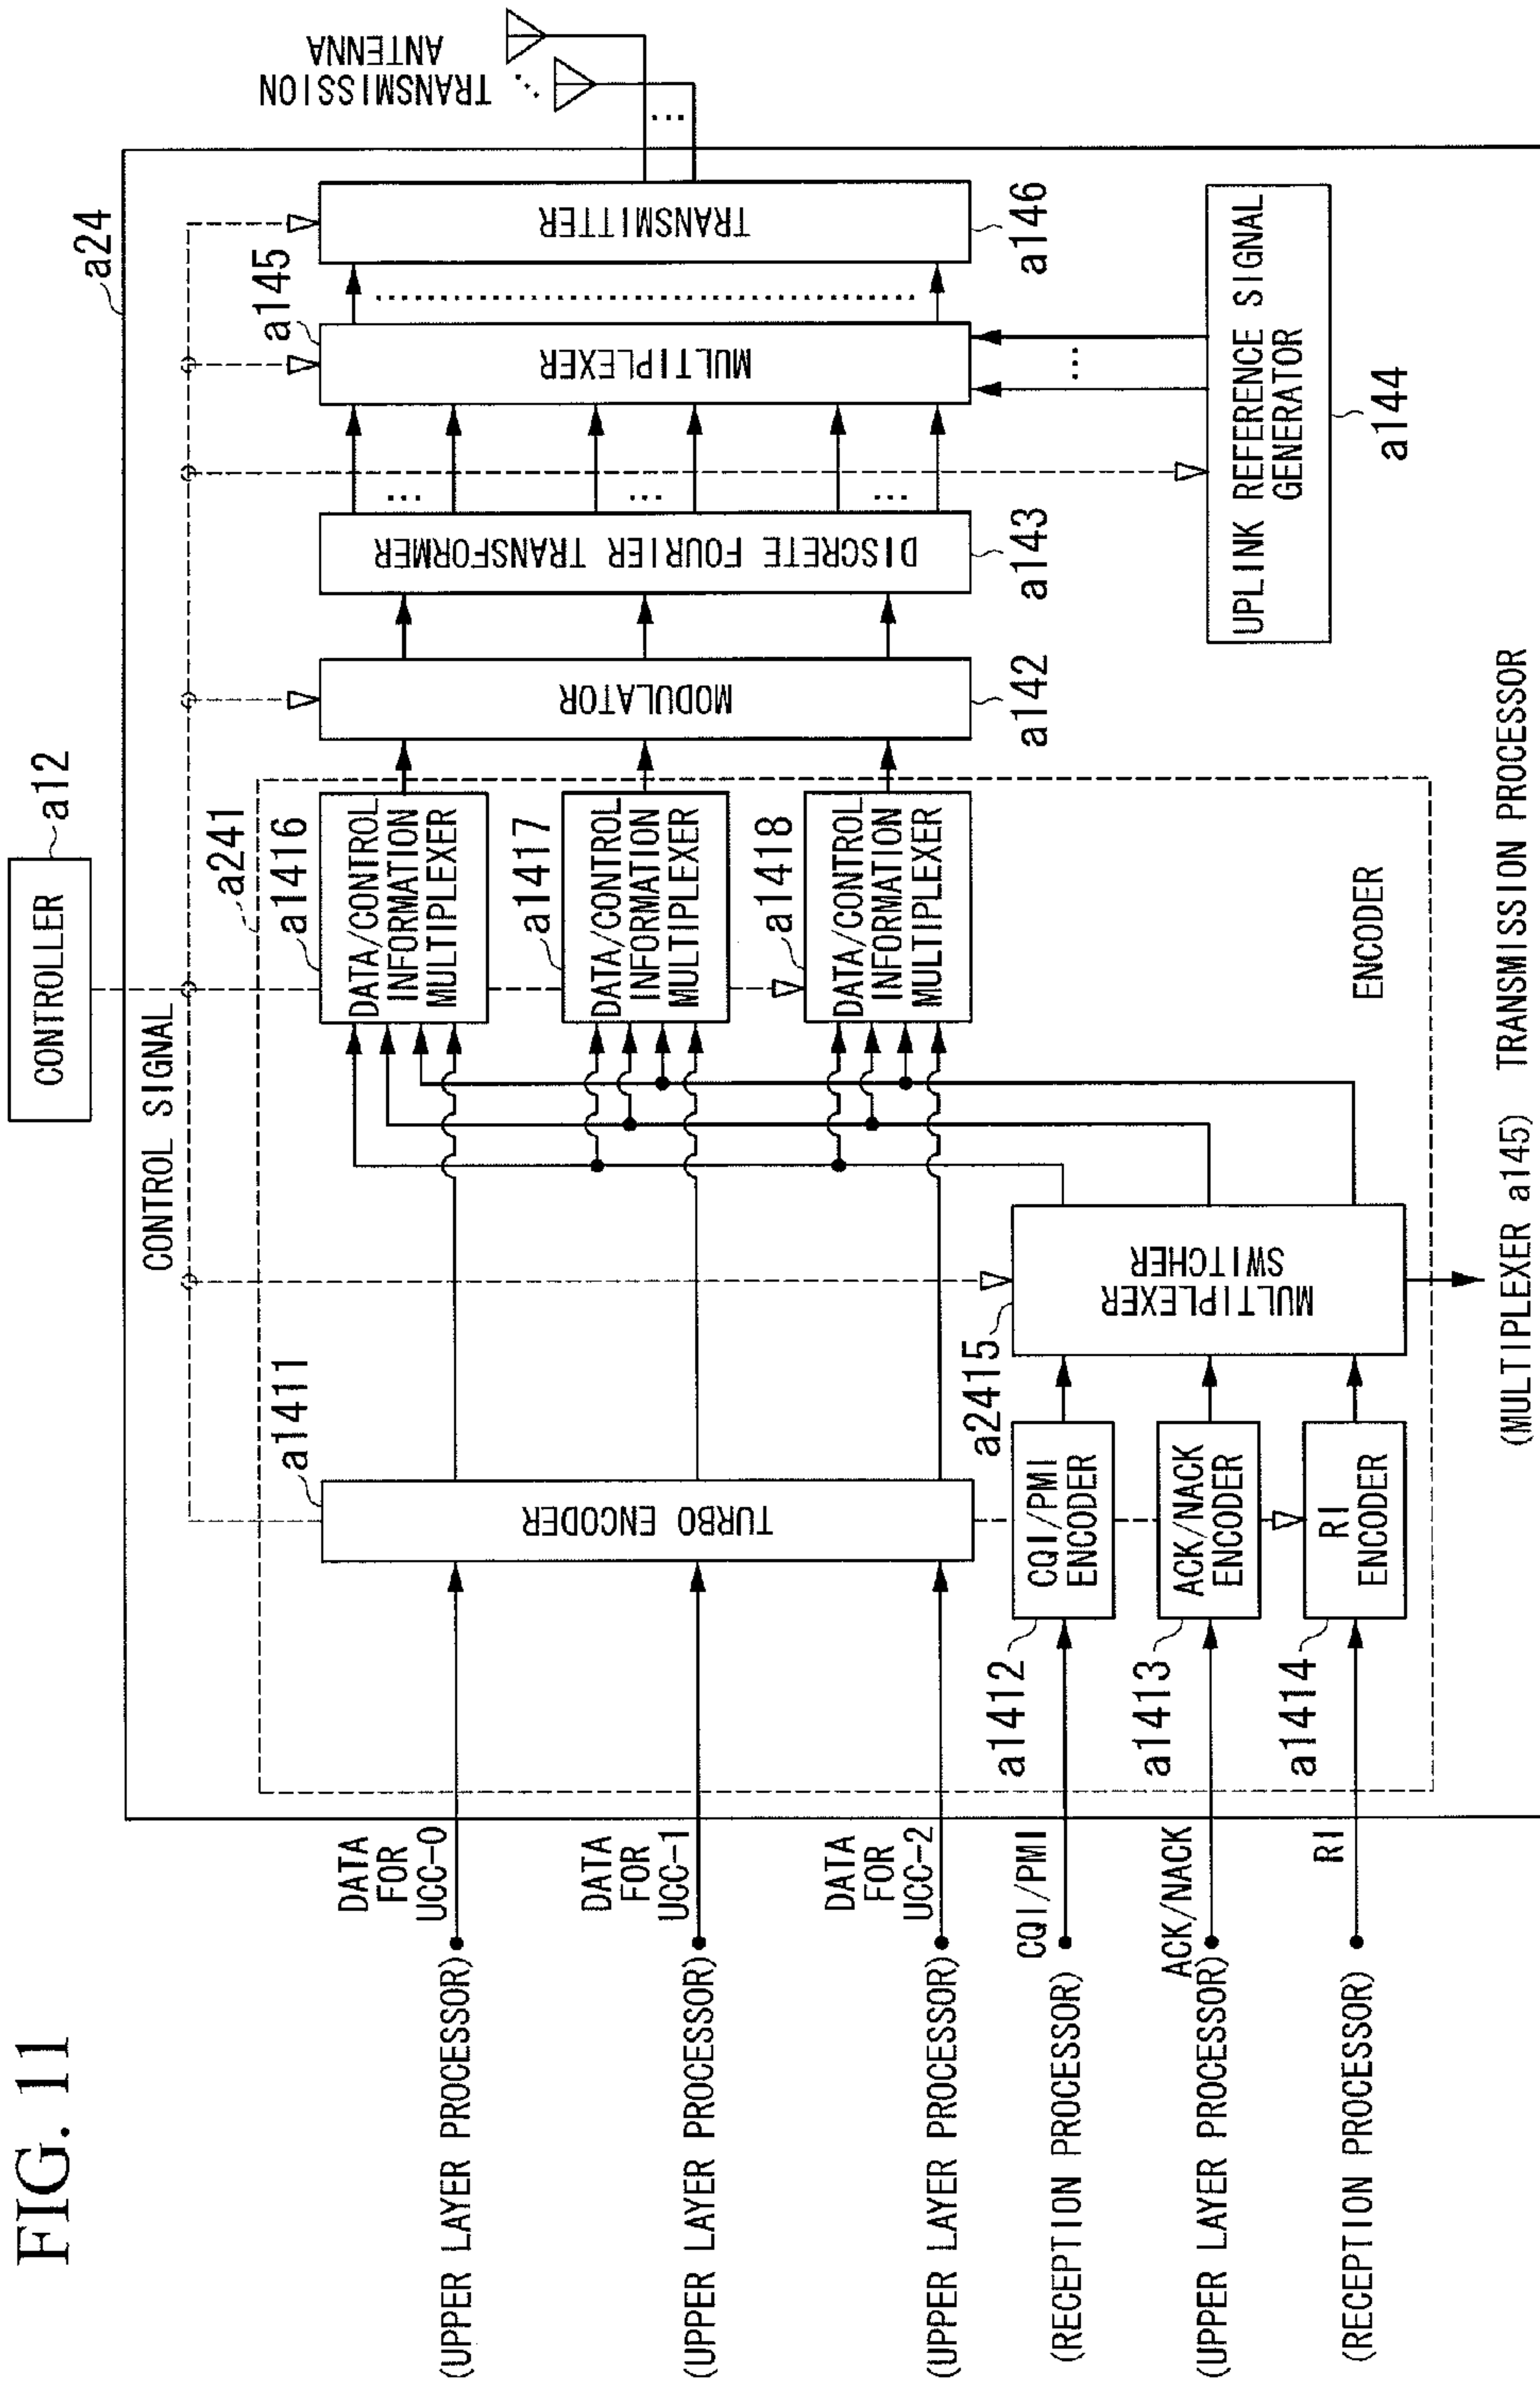 FIG. 11
CONTROLLER
a12
a24
CONTROL SIGNAL
TRANSMISSION
ANTENNA
a241
a1411
TURBO ENCODER
a1416
DATA/CONTROL
INFORMATION
MULTIPLEXER
a1417
DATA/CONTROL
INFORMATION
MULTIPLEXER
a1418
DATA/CONTROL
INFORMATION
MULTIPLEXER
MODULATOR
a142
DISCRETE FOURIER TRANSFORMER
a143
a145
MULTIPLEXER
TRANSMITTER
a146
UPLINK REFERENCE SIGNAL
GENERATOR
a144
DATA
FOR
UCC-0
(UPPER LAYER PROCESSOR)
DATA
FOR
UCC-1
(UPPER LAYER PROCESSOR)
DATA
FOR
UCC-2
(UPPER LAYER PROCESSOR)
CQI/PMI
(RECEPTION PROCESSOR)
ACK/NACK
(UPPER LAYER PROCESSOR)
RI
(RECEPTION PROCESSOR)
a1412
CQI/PMI
ENCODER
a1413
ACK/NACK
ENCODER
a1414
RI
ENCODER
a2415
MULTIPLEXER
SWITCHER
ENCODER
(MULTIPLEXER a145)
TRANSMISSION PROCESSOR